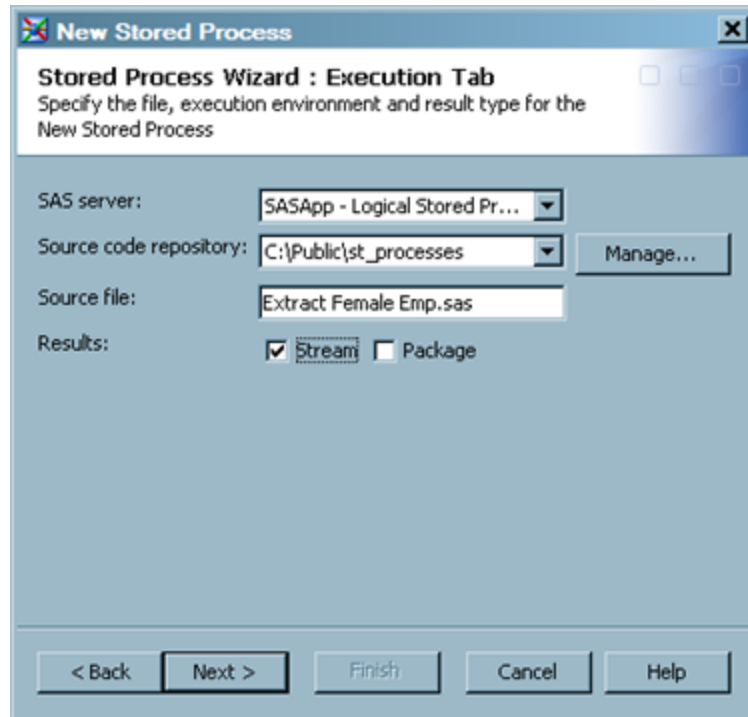 New Stored Process
Stored Process Wizard : Execution Tab
Specify the file, execution environment and result type for the
New Stored Process
SAS server: SASApp - Logical Stored Pr...
Source code repository: C:\Public\st_processes Manage...
Source file: Extract Female Emp.sas
Results: Stream Package
< Back Next > Finish Cancel Help